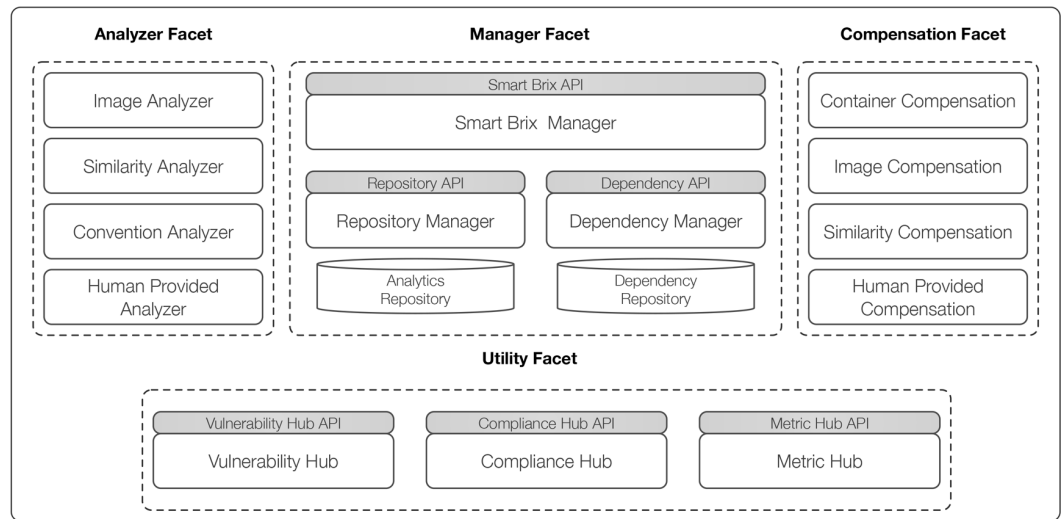 Analyzer Facet
Image Analyzer
Similarity Analyzer
Convention Analyzer
Human Provided
Analyzer
Manager Facet
Smart Brix API
Smart Brix Manager
Repository API
Repository Manager
Analytics
Repository
Dependency API
Dependency Manager
Dependency
Repository
Compensation Facet
Container Compensation
Image Compensation
Similarity Compensation
Human Provided
Compensation
Utility Facet
Vulnerability Hub API
Vulnerability Hub
Compliance Hub API
Compliance Hub
Metric Hub API
Metric Hub